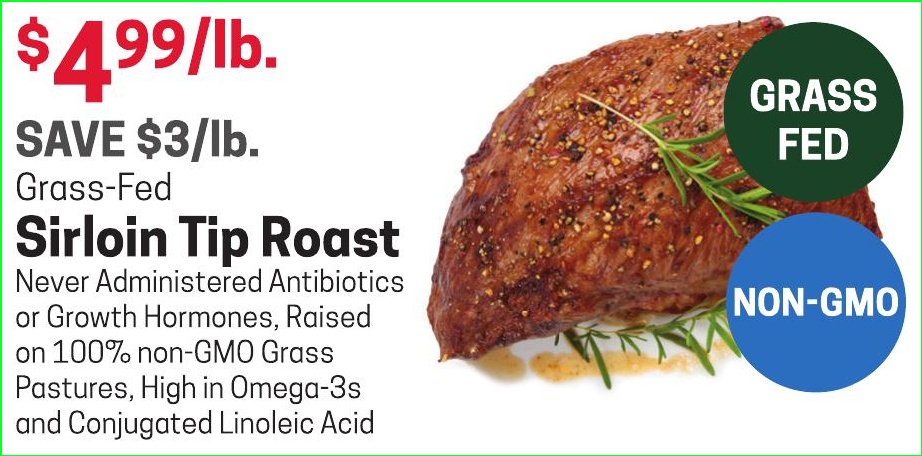 $4.99/lb.
SAVE $3/lb.
Grass-Fed
Sirloin Tip Roast
Never Administered Antibiotics
or Growth Hormones, Raised
on 100% non-GMO Grass
Pastures, High in Omega-3s
and Conjugated Linoleic Acid
GRASS
FED
NON-GMO